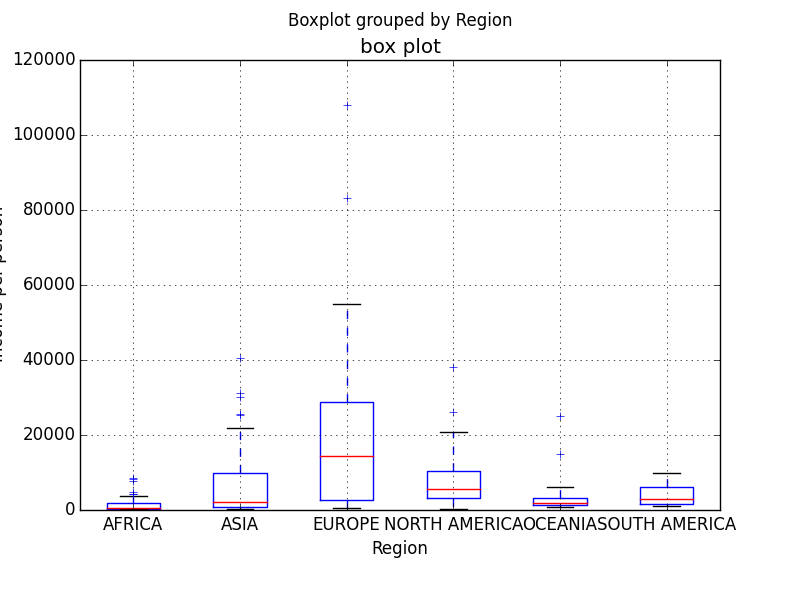 Boxplot grouped by Region
box plot
120000
100000
80000
60000
40000
20000
0
AFRICA ASIA EUROPE NORTH AMERICA OCEANIA SOUTH AMERICA
Region